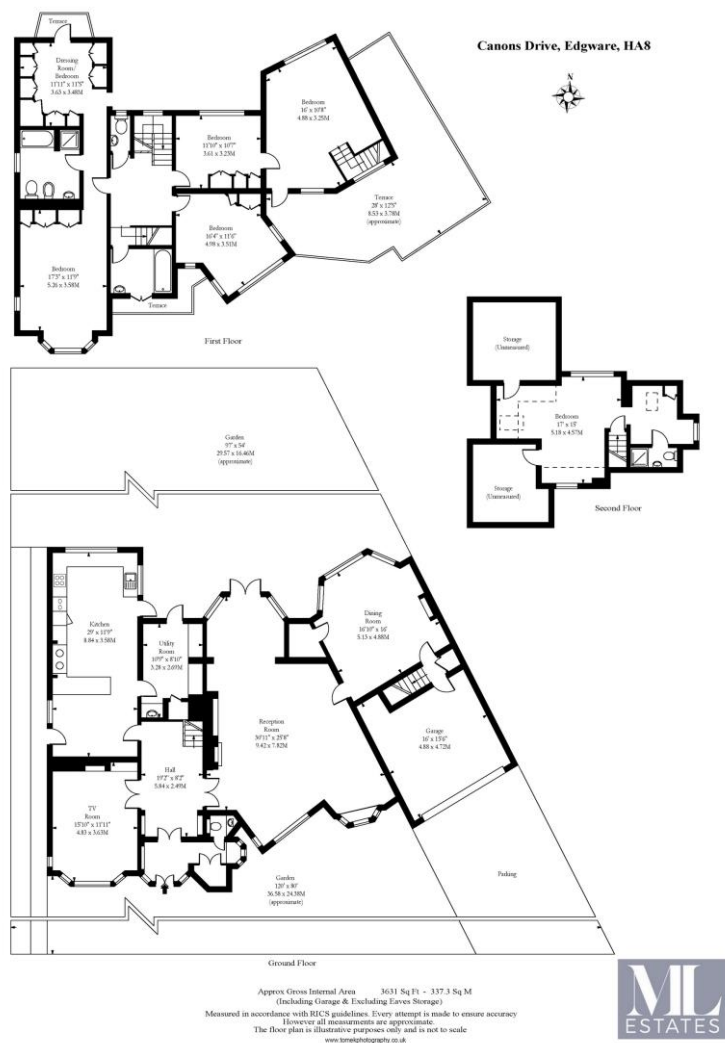 Canons Drive, Edgware, HA8
N
Terrace
Dressing
Room/
Bedroom
11'11" x 11'5"
3.63 x 3.48M
Bedroom
11'10" x 10'7"
3.61 x 3.23M
Bedroom
16' x 10'8"
4.88 x 3.25M
Terrace
28' x 12'5"
8.53 x 3.78M
(approximate)
Bedroom
16'4" x 11'6"
4.98 x 3.51M
Bedroom
17'3" x 11'9"
5.26 x 3.58M
Terrace
First Floor
Storage
(Unmeasured)
Bedroom
17' x 15'
5.18 x 4.57M
Storage
(Unmeasured)
Second Floor
Garden
97' x 54'
29.57 x 16.46M
(approximate)
Kitchen
29' x 11'9"
8.84 x 3.58M
Utility
Room
10'9" x 8'10"
3.28 x 2.69M
Dining
Room
16'10" x 16'
5.13 x 4.88M
Reception
Room
30'11" x 25'8"
9.42 x 7.82M
Garage
16' x 15'6"
4.88 x 4.72M
Hall
19'2" x 8'2"
5.84 x 2.49M
TV
Room
15'10" x 11'11"
4.83 x 3.63M
Garden
120' x 80'
36.58 x 24.38M
(approximate)
Parking
Ground Floor
Approx Gross Internal Area 3631 Sq Ft - 337.3 Sq M
(Including Garage & Excluding Eaves Storage)
Measured in accordance with RICS guidelines. Every attempt is made to ensure accuracy
However all measurments are approximate.
The floor plan is illustrative purposes only and is not to scale
www.tomekphotography.co.uk
ML
ESTATES